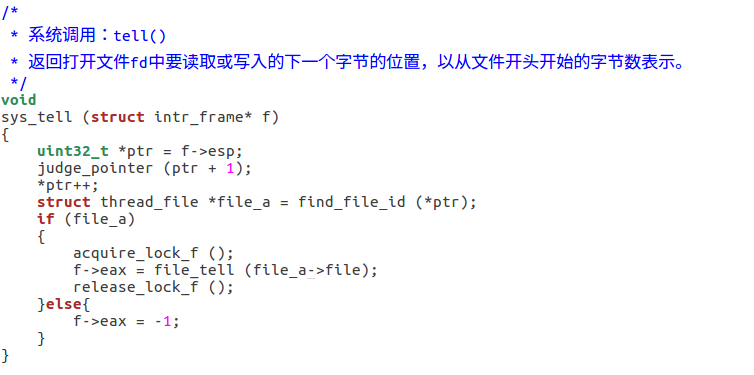 /*
 * 系统调用：tell()
 * 返回打开文件fd中要读取或写入的下一个字节的位置，以从文件开头开始的字节数表示。
 */
void
sys_tell (struct intr_frame* f)
{
    uint32_t *ptr = f->esp;
    judge_pointer (ptr + 1);
    *ptr++;
    struct thread_file *file_a = find_file_id (*ptr);
    if (file_a)
    {
        acquire_lock_f ();
        f->eax = file_tell (file_a->file);
        release_lock_f ();
    }else{
        f->eax = -1;
    }
}